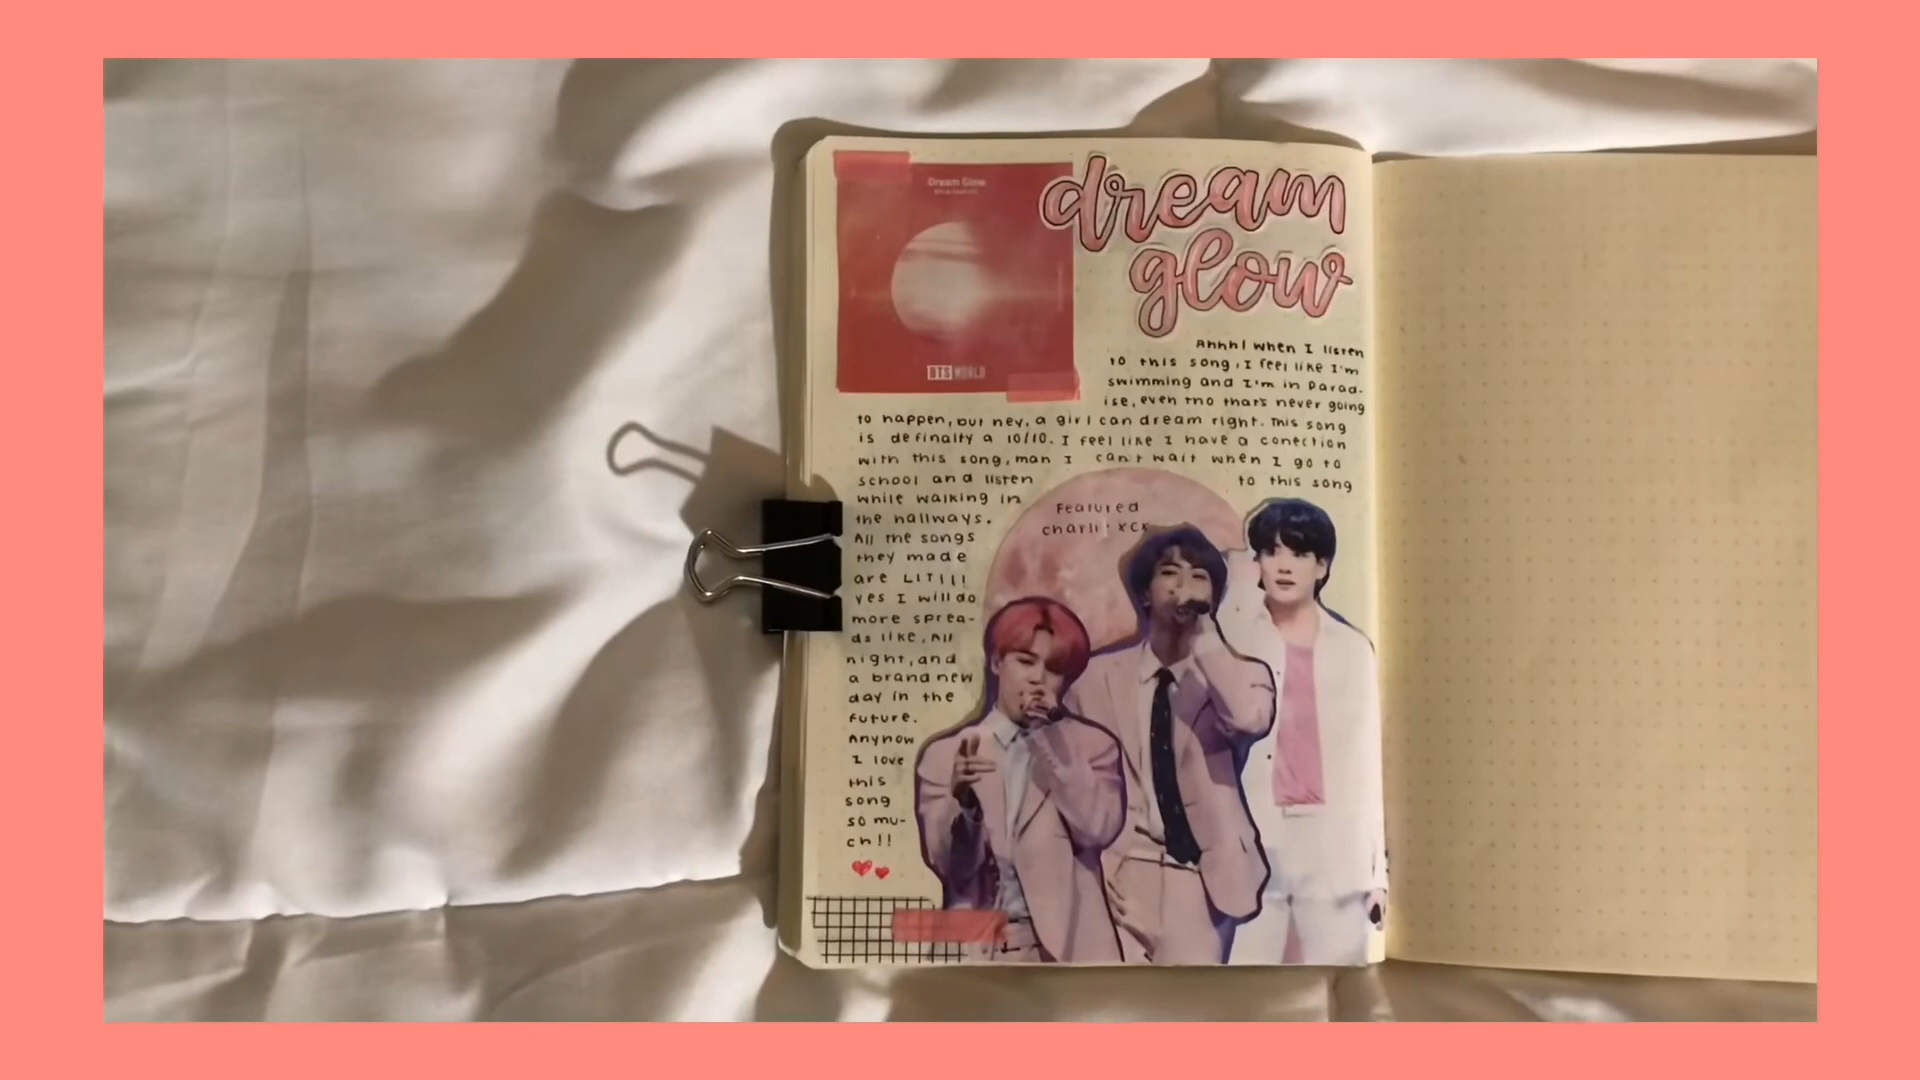 Dream Glow
BTS WORLD
dream
glow
Ahhh! when I listen
to this song, I feel like I'm
swimming and I'm in Parad-
ise, even tho that's never going
to happen, but hey, a girl can dream right. This song
is definalty a 10/10. I feel like I have a conection
with this song, man I can't wait when I go to
school and listen to this song
while walking in
the hallways.
All the songs
they made
are LIT!!!
yes I will do
more sprea-
ds like, All
night, and
a brand new
day in the
future.
Anyhow
I love
this
song
so mu-
ch!!
Featured
charli xcx